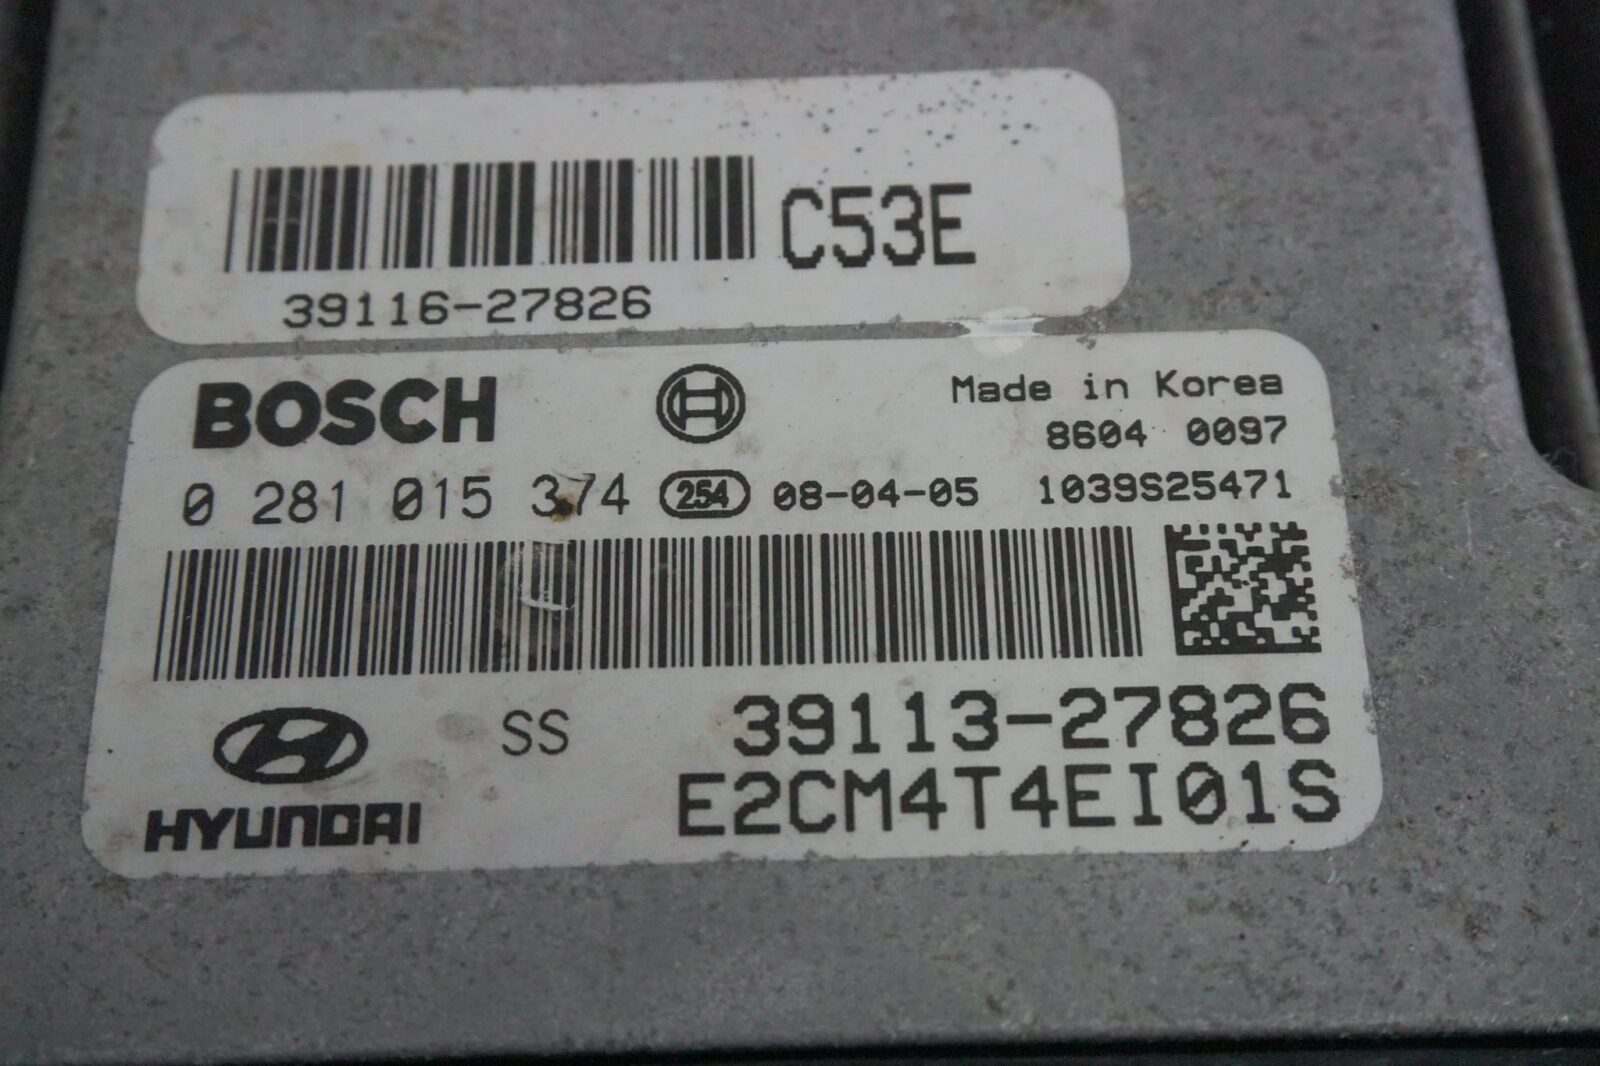 C53E
39116-27826
BOSCH
Made in Korea
8604 0097
0 281 015 374 254 08-04-05 1039S25471
SS
39113-27826
HYUNDAI
E2CM4T4EI01S